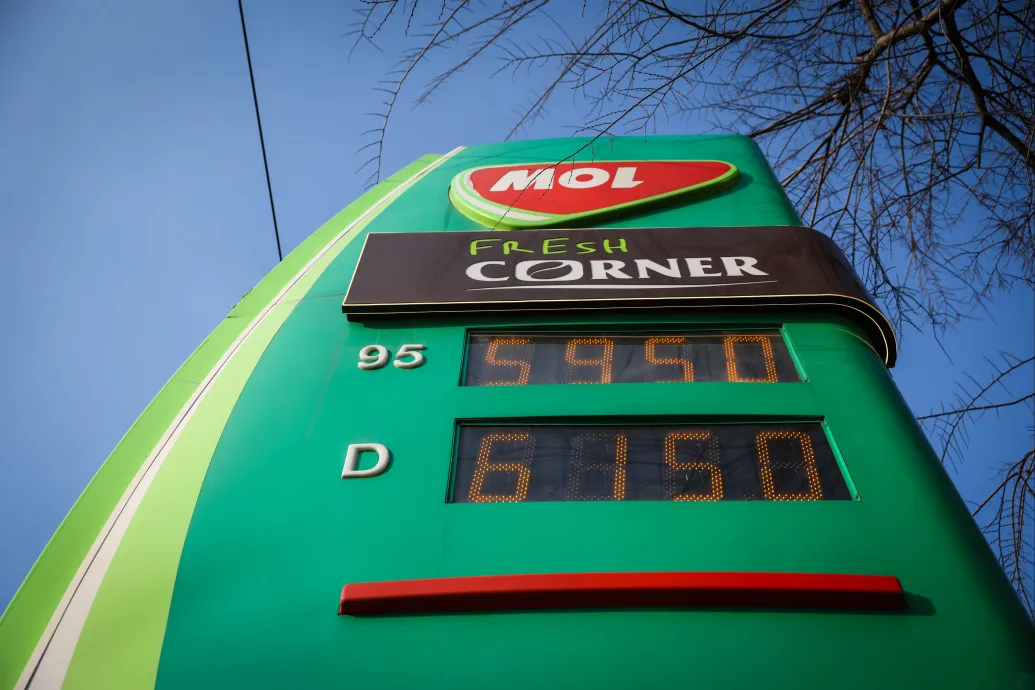 MOL
FRESH
CORNER
95 5950
D 6150